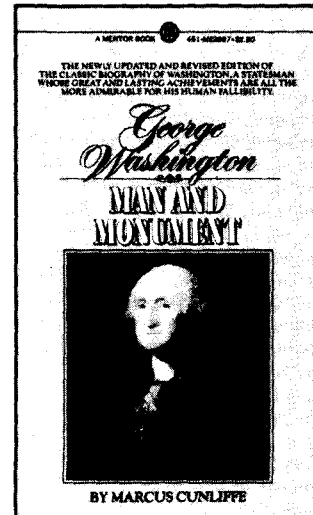 A MENTOR BOOK
THE NEWLY UPDATED AND REVISED EDITION OF
THE CLASSIC BIOGRAPHY OF WASHINGTON, A STATESMAN
WHOSE GREAT AND LASTING ACHIEVEMENTS ARE ALL THE
MORE ADMIRABLE FOR HIS HUMAN FALLIBILITY.
George
Washington
MAN AND
MONUMENT
BY MARCUS CUNLIFFE